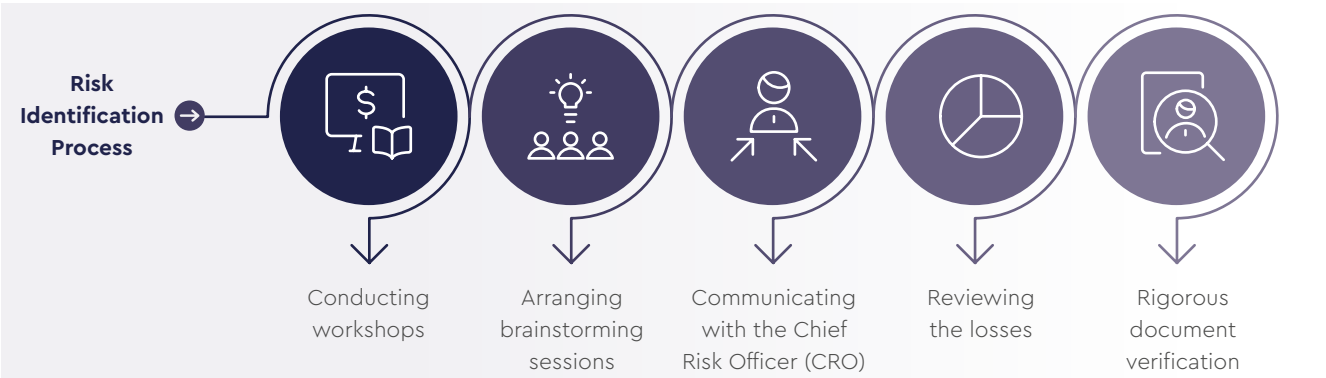 Risk
Identification
Process
$
Conducting
workshops
Arranging
brainstorming
sessions
Communicating
with the Chief
Risk Officer (CRO)
Reviewing
the losses
Rigorous
document
verification